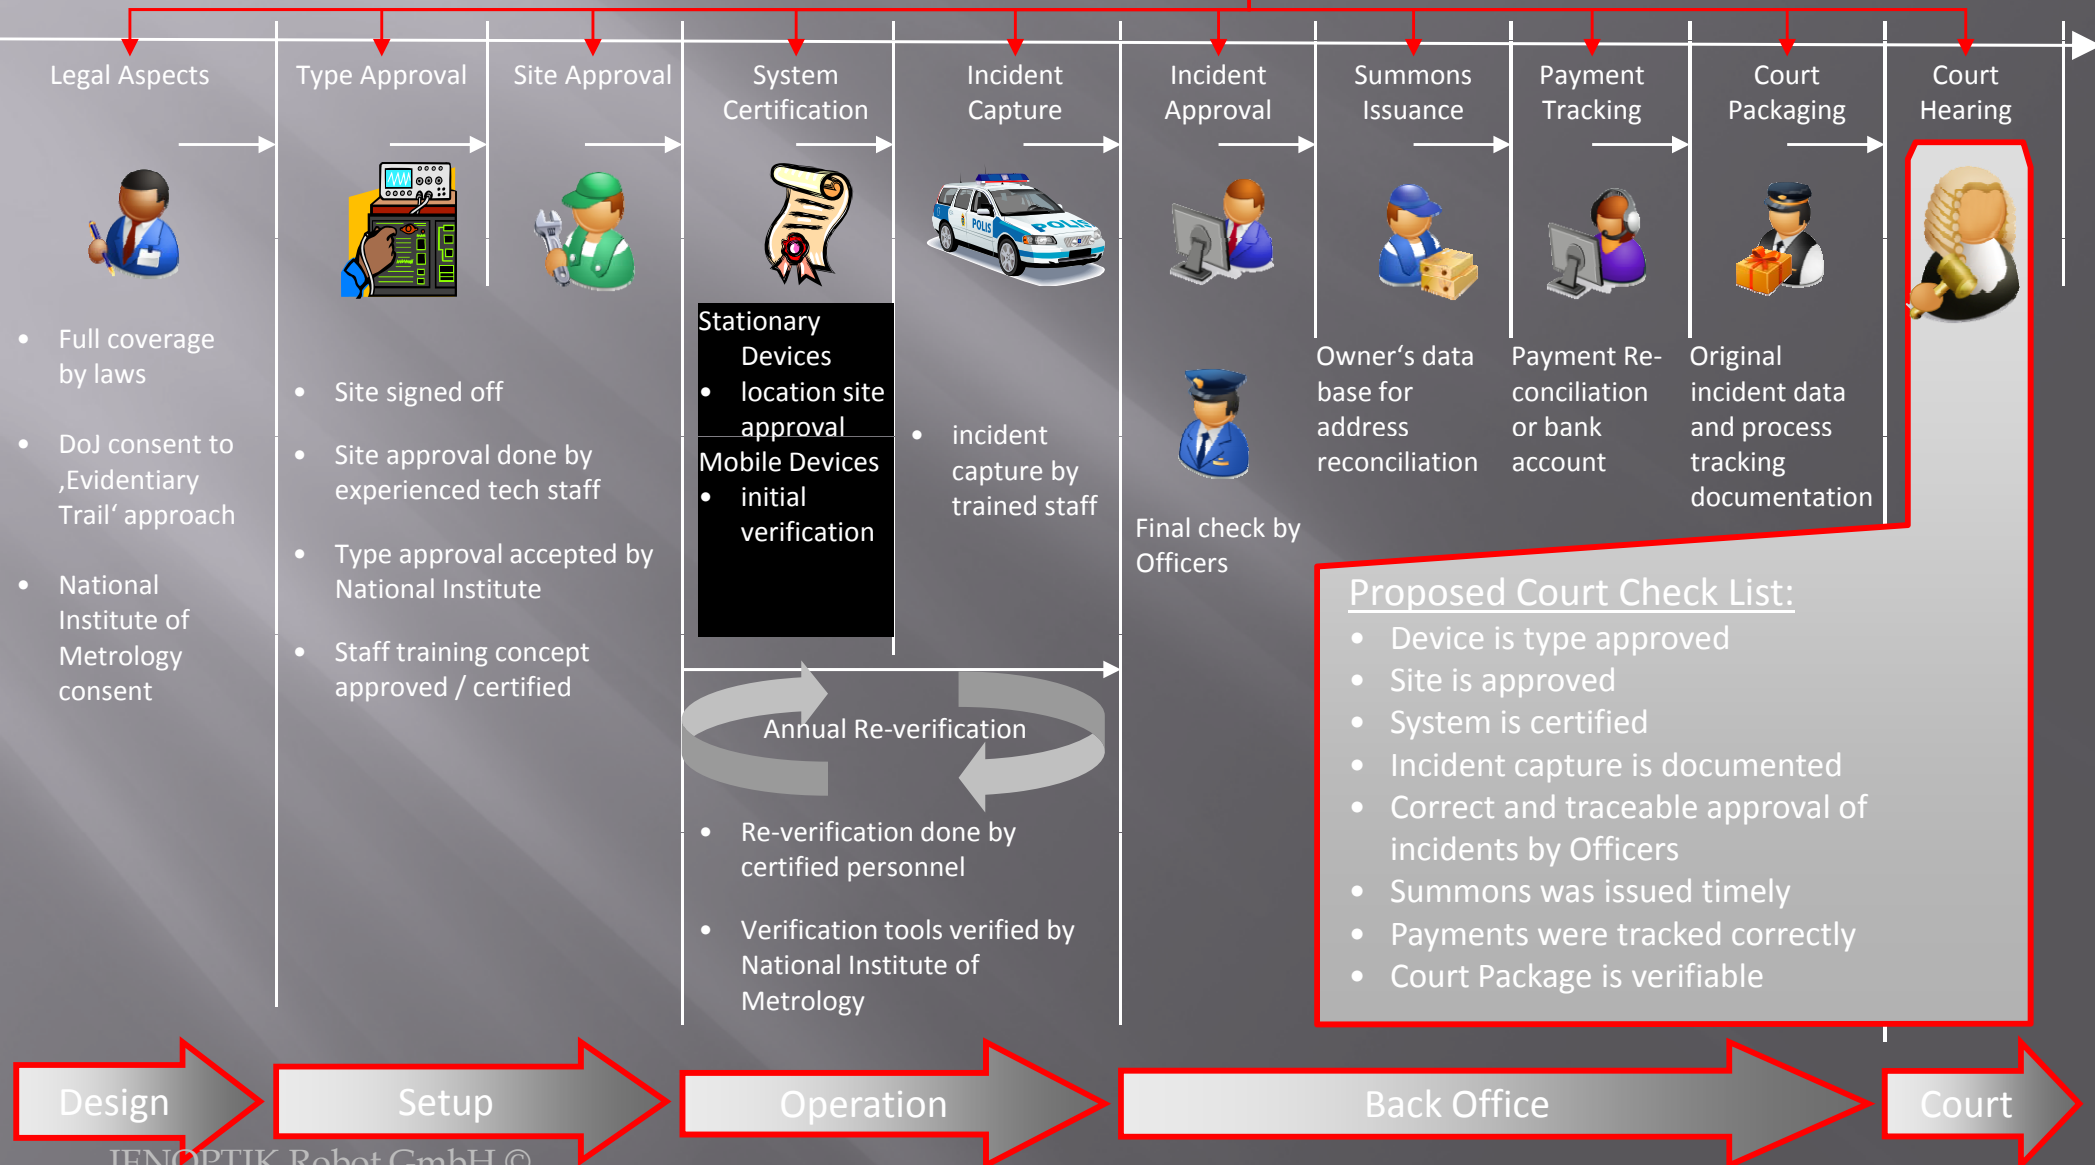 Legal Aspects
Type Approval
Site Approval
System
Certification
Incident
Capture
Incident
Approval
Summons
Issuance
Payment
Tracking
Court
Packaging
Court
Hearing
POLIS
POLIS
• Full coverage
by laws
• DoJ consent to
‚Evidentiary
Trail‘ approach
• National
Institute of
Metrology
consent
• Site signed off
• Site approval done by
experienced tech staff
• Type approval accepted by
National Institute
• Staff training concept
approved / certified
Stationary
Devices
• location site
approval
Mobile Devices
• initial
verification
• incident
capture by
trained staff
Annual Re-verification
• Re-verification done by
certified personnel
• Verification tools verified by
National Institute of
Metrology
Final check by
Officers
Owner‘s data
base for
address
reconciliation
Payment Re-
conciliation
or bank
account
Original
incident data
and process
tracking
documentation
Proposed Court Check List:
• Device is type approved
• Site is approved
• System is certified
• Incident capture is documented
• Correct and traceable approval of
incidents by Officers
• Summons was issued timely
• Payments were tracked correctly
• Court Package is verifiable
Design
Setup
Operation
Back Office
Court
JENOPTIK Robot GmbH ©